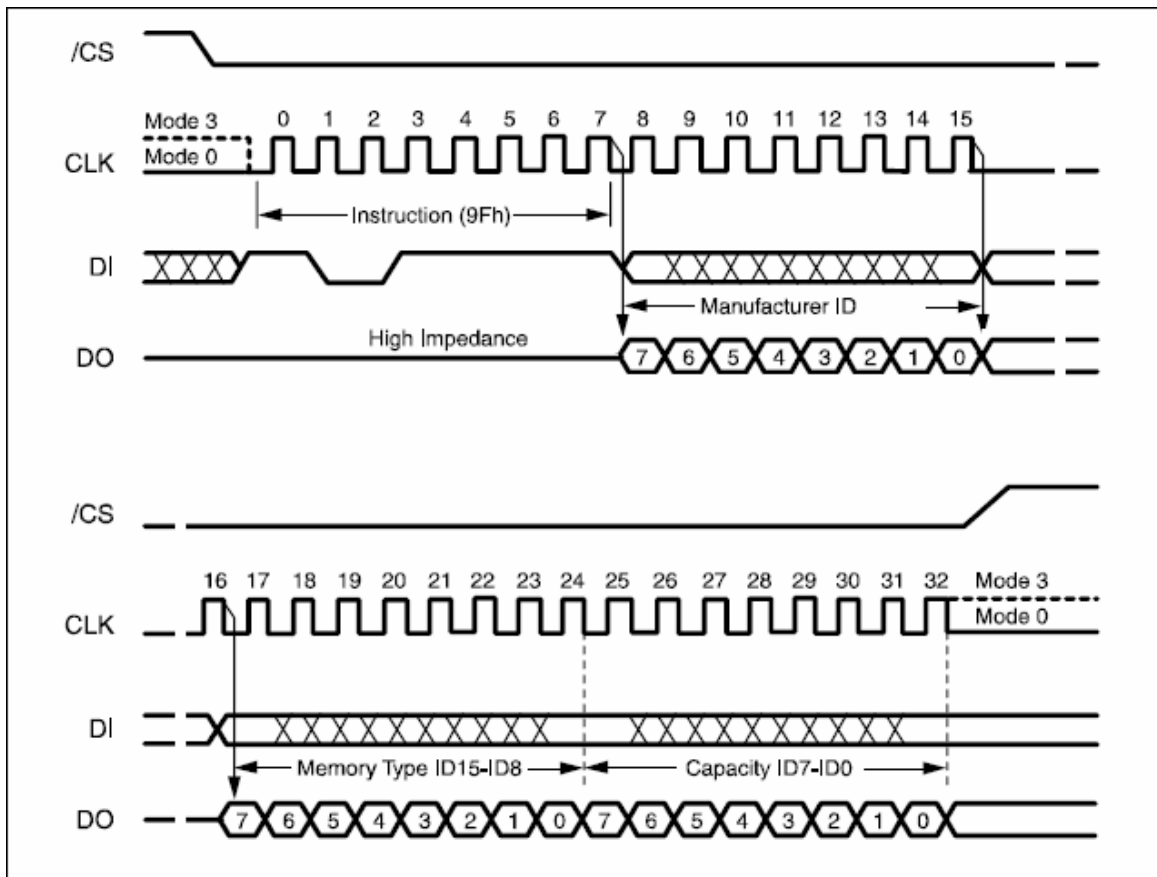 /CS
Mode 3 0 1 2 3 4 5 6 7 8 9 10 11 12 13 14 15
Mode 0
CLK
Instruction (9Fh)
DI
Manufacturer ID
High Impedance
DO 7 6 5 4 3 2 1 0
/CS
16 17 18 19 20 21 22 23 24 25 26 27 28 29 30 31 32 Mode 3
CLK Mode 0
DI
Memory Type ID15-ID8 Capacity ID7-ID0
DO 7 6 5 4 3 2 1 0 7 6 5 4 3 2 1 0